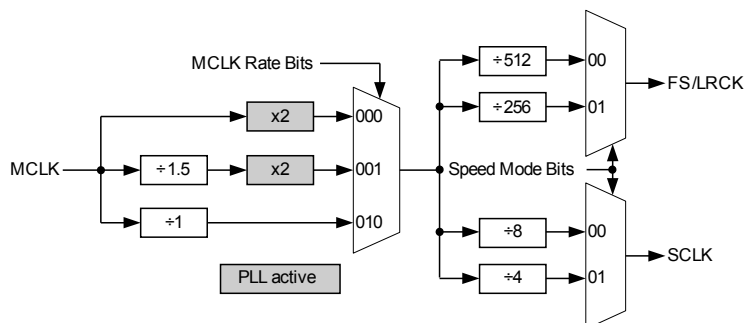 MCLK Rate Bits
÷512
00
FS/LRCK
÷256
01
x2
000
MCLK
÷1.5
x2
001
Speed Mode Bits
÷1
010
÷8
00
SCLK
÷4
01
PLL active